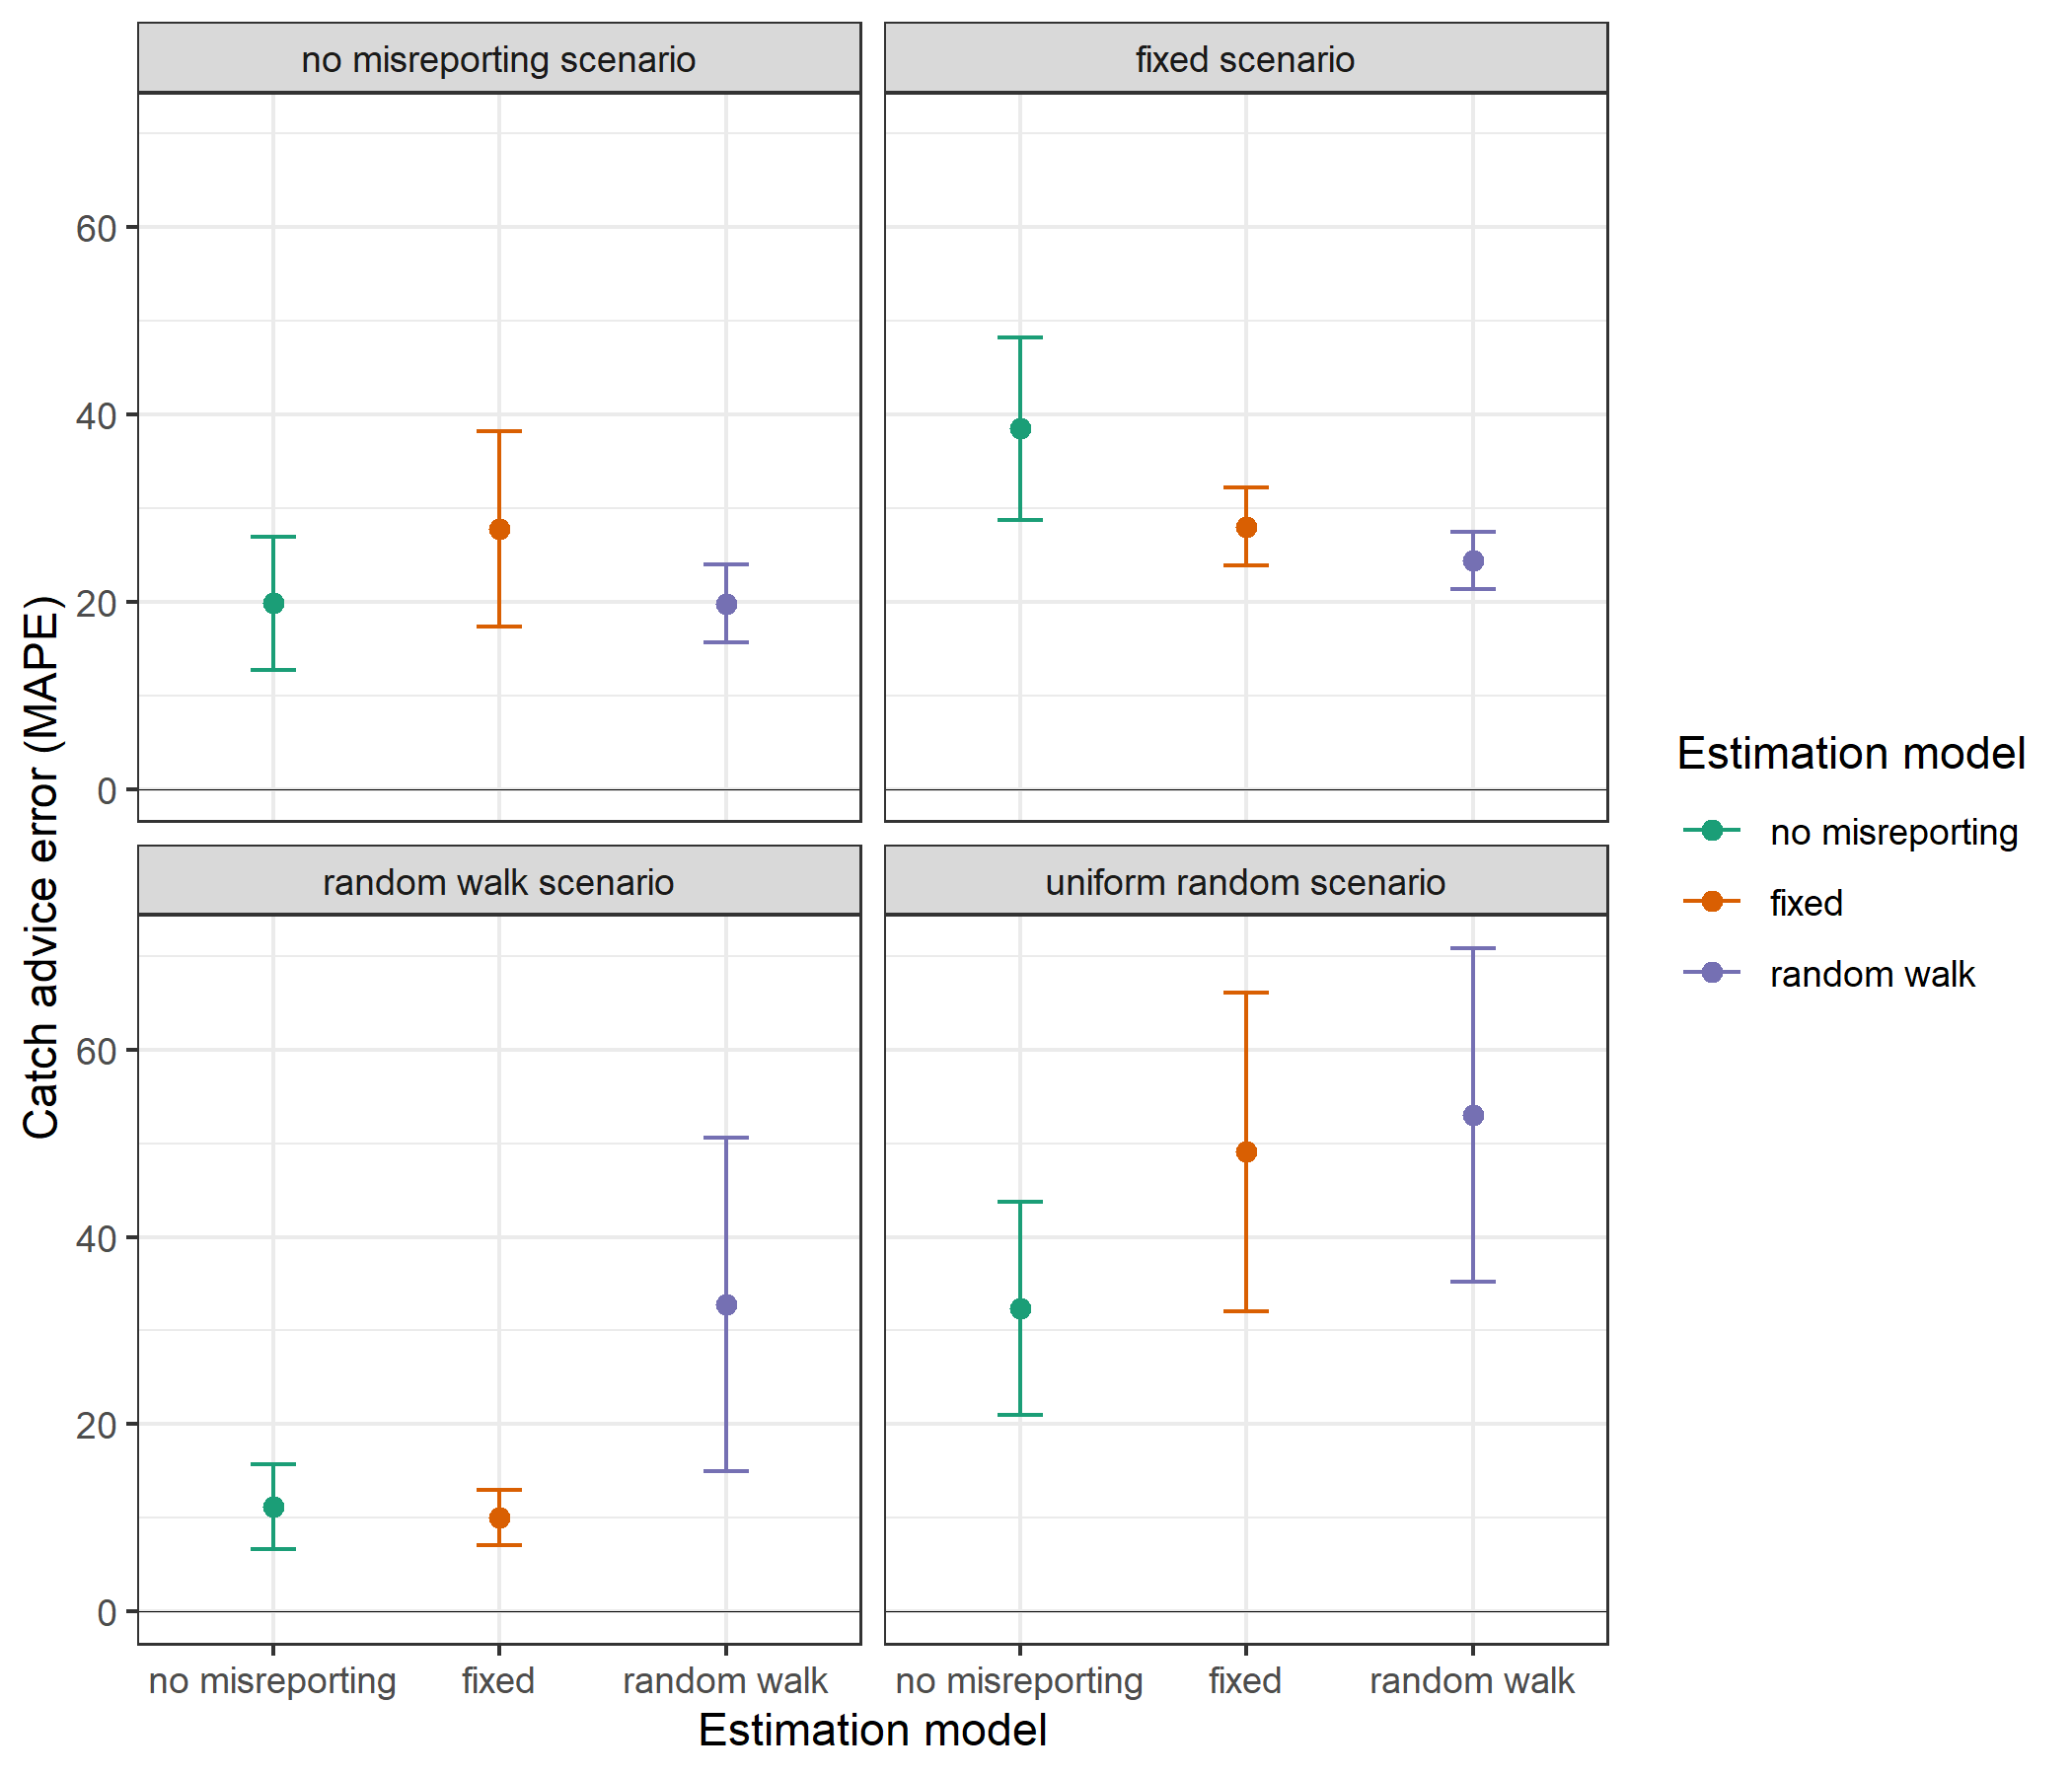 no misreporting scenario
fixed scenario
60
40
20
0
random walk scenario
uniform random scenario
60
40
20
0
no misreporting
fixed
random walk
no misreporting
fixed
random walk
Estimation model
Catch advice error (MAPE)
Estimation model
no misreporting
fixed
random walk